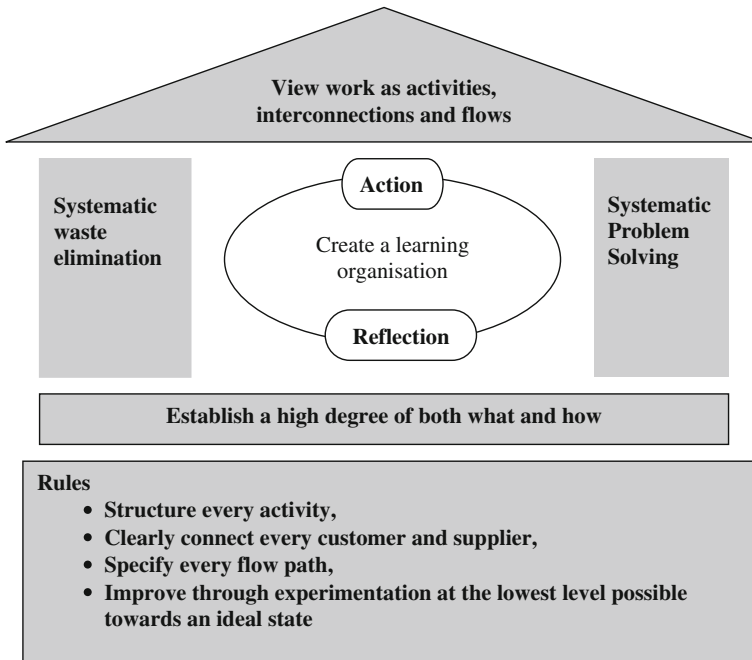 View work as activities,
interconnections and flows
Systematic
waste
elimination
Action
Create a learning
organisation
Reflection
Systematic
Problem
Solving
Establish a high degree of both what and how
Rules
• Structure every activity,
• Clearly connect every customer and supplier,
• Specify every flow path,
• Improve through experimentation at the lowest level possible
towards an ideal state